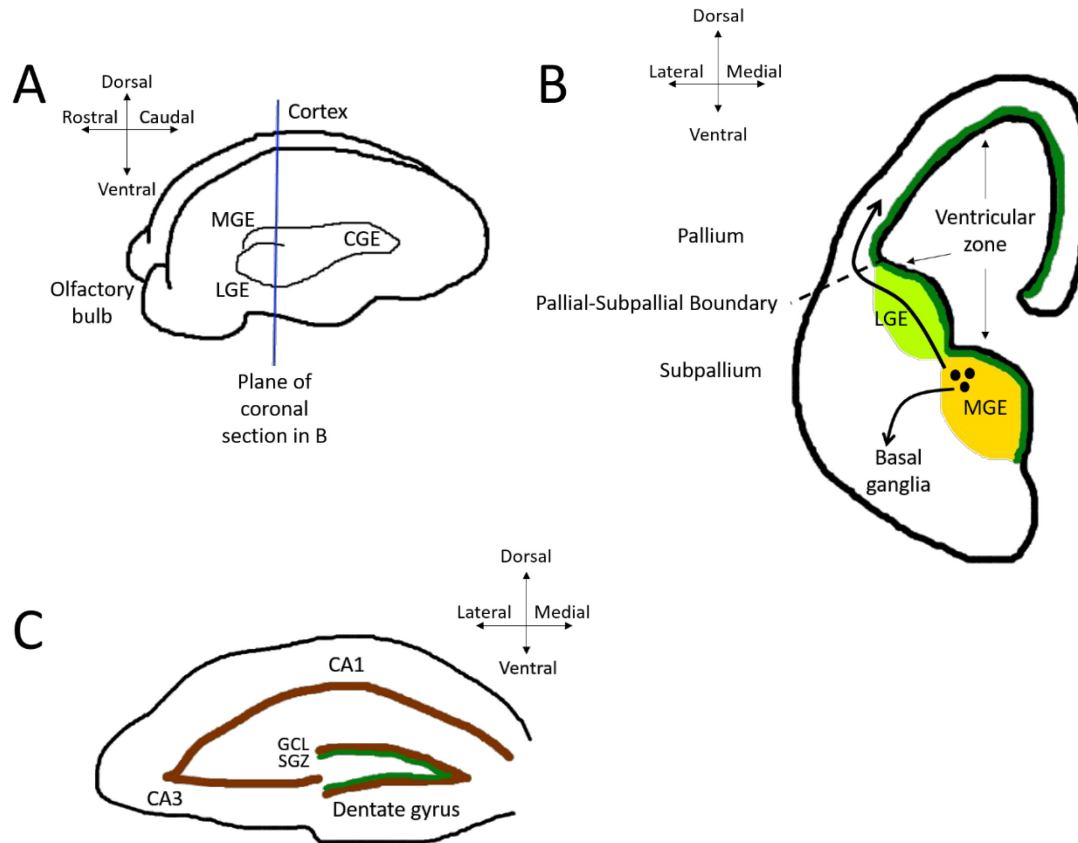 A
Dorsal
Rostral Caudal
Ventral
Cortex
MGE
CGE
LGE
Olfactory
bulb
Plane of
coronal
section in B
B
Dorsal
Lateral Medial
Ventral
Pallium
Ventricular
zone
Pallial-Subpallial Boundary
LGE
Subpallium
MGE
Basal
ganglia
C
Dorsal
Lateral Medial
Ventral
CA1
GCL
SGZ
CA3
Dentate gyrus